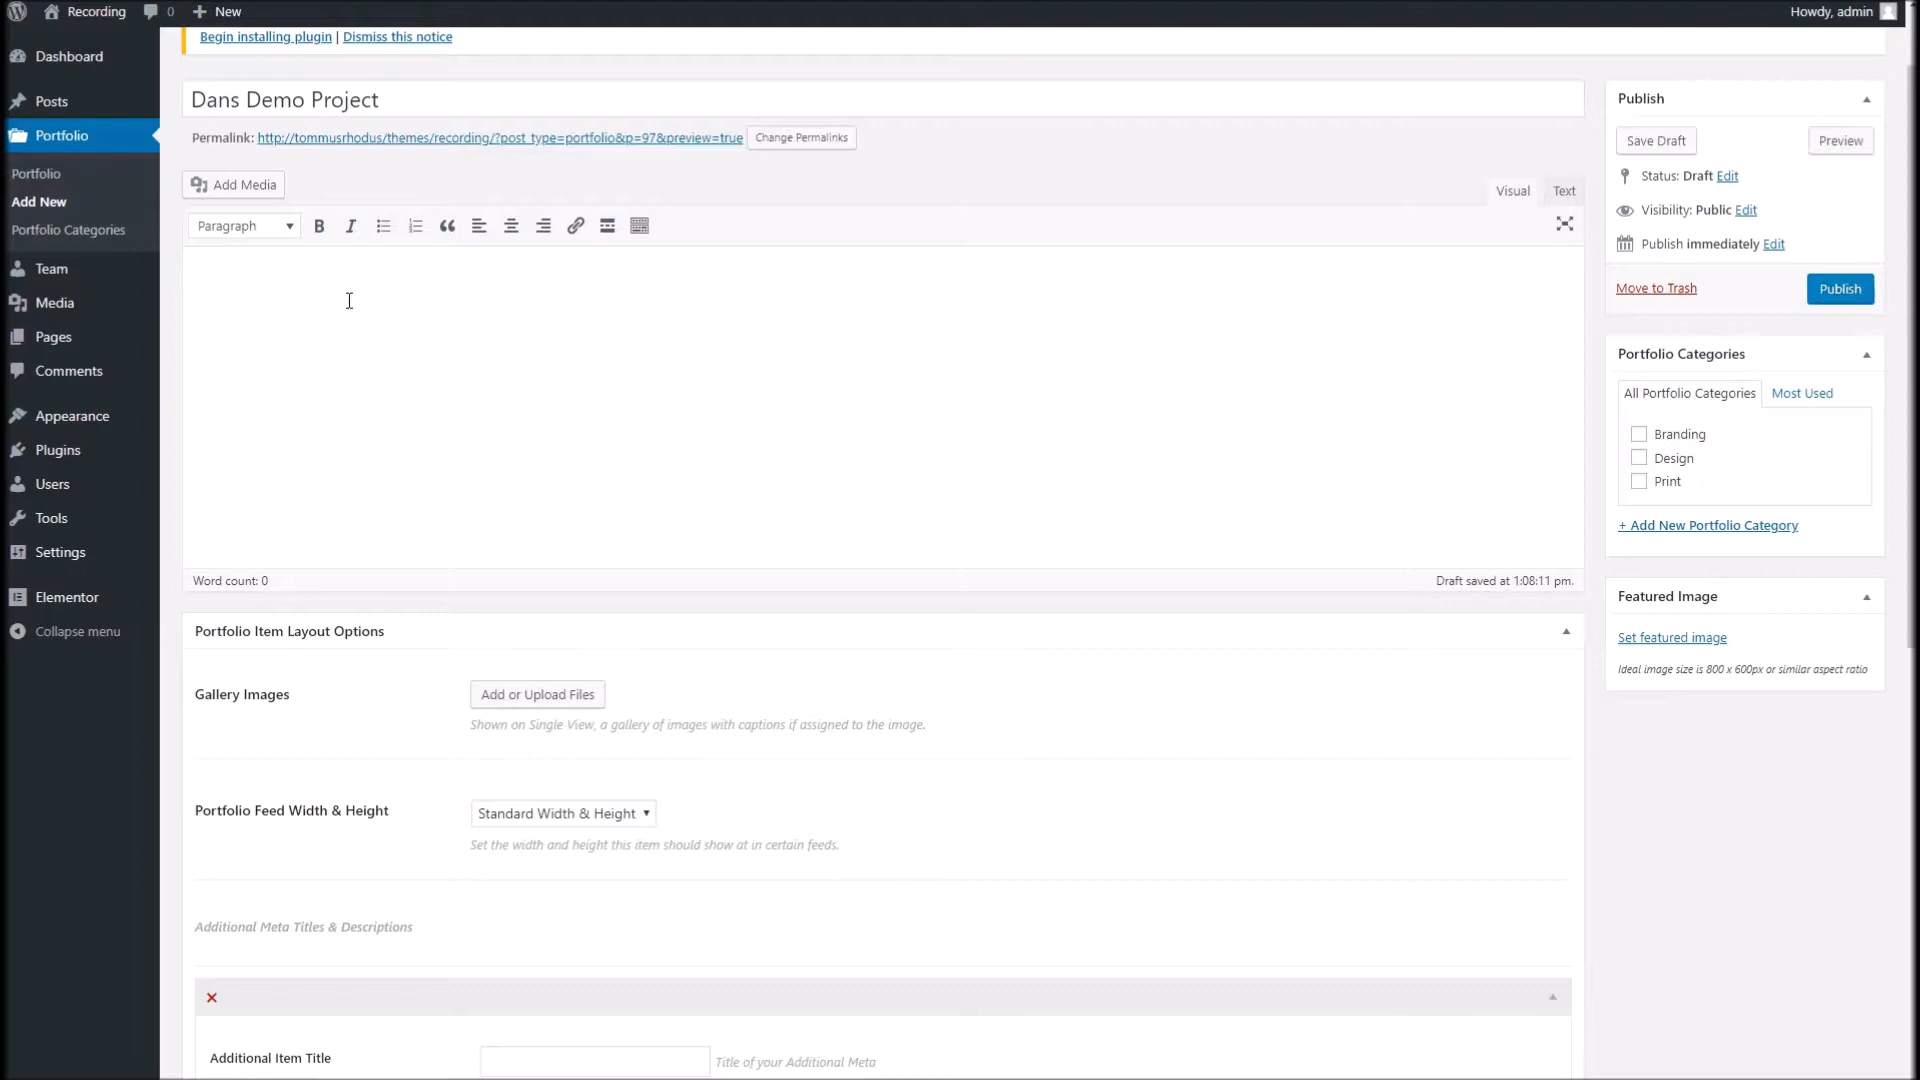 Recording 0 New Howdy, admin
Begin installing plugin | Dismiss this notice
Dashboard
Posts
Portfolio
Portfolio
Add New
Portfolio Categories
Team
Media
Pages
Comments
Appearance
Plugins
Users
Tools
Settings
Elementor
Collapse menu
Dans Demo Project
Permalink: http://tommusrhodus/themes/recording/?post_type=portfolio&p=97&preview=true Change Permalinks
Add Media
Visual Text
Paragraph
Word count: 0 Draft saved at 1:08:11 pm.
Portfolio Item Layout Options
Gallery Images Add or Upload Files
Shown on Single View, a gallery of images with captions if assigned to the image.
Portfolio Feed Width & Height Standard Width & Height
Set the width and height this item should show at in certain feeds.
Additional Meta Titles & Descriptions
Additional Item Title Title of your Additional Meta
Publish
Save Draft Preview
Status: Draft Edit
Visibility: Public Edit
Publish immediately Edit
Move to Trash Publish
Portfolio Categories
All Portfolio Categories Most Used
Branding
Design
Print
+ Add New Portfolio Category
Featured Image
Set featured image
Ideal image size is 800 x 600px or similar aspect ratio